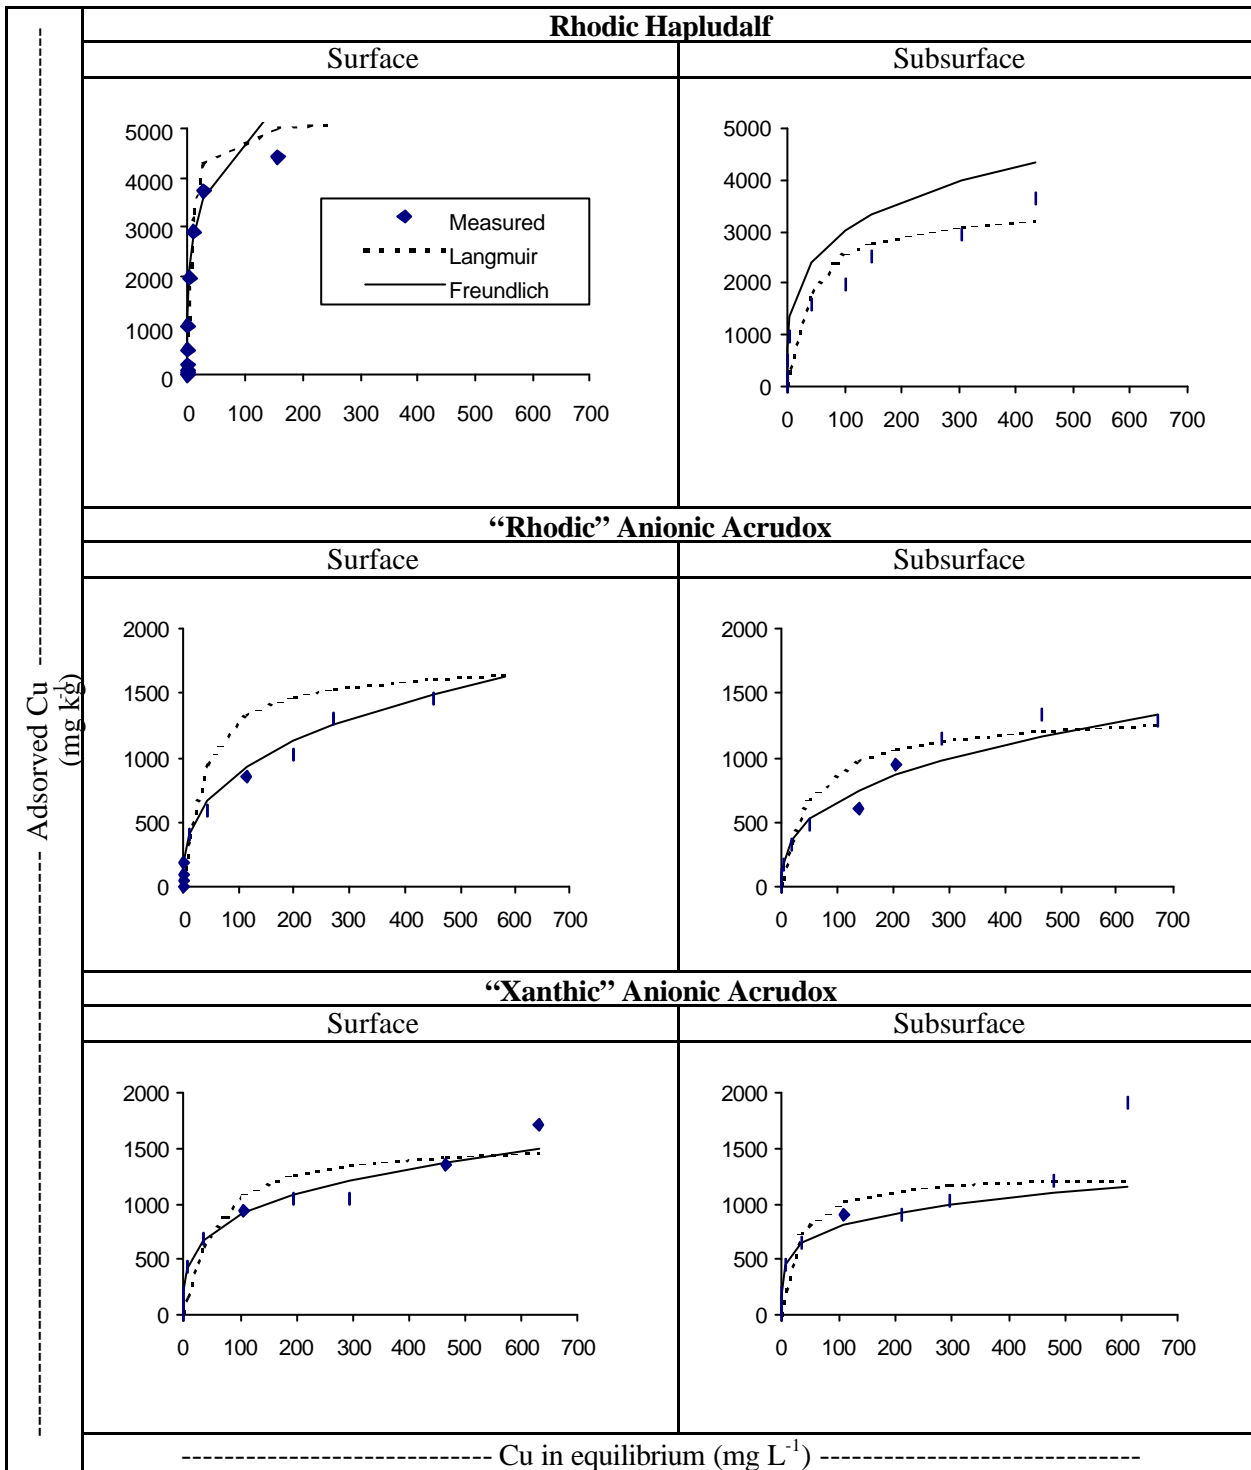 Rhodic Hapludalf
Surface
Subsurface
5000
4000
3000
2000
1000
0
0 100 200 300 400 500 600 700
Measured
Langmuir
Freundlich
5000
4000
3000
2000
1000
0
0 100 200 300 400 500 600 700
“Rhodic” Anionic Acrudox
Surface
Subsurface
2000
1500
1000
500
0
0 100 200 300 400 500 600 700
2000
1500
1000
500
0
0 100 200 300 400 500 600 700
“Xanthic” Anionic Acrudox
Surface
Subsurface
2000
1500
1000
500
0
0 100 200 300 400 500 600 700
2000
1500
1000
500
0
0 100 200 300 400 500 600 700
Adsorved Cu
(mg kg-1)
Cu in equilibrium (mg L-1)